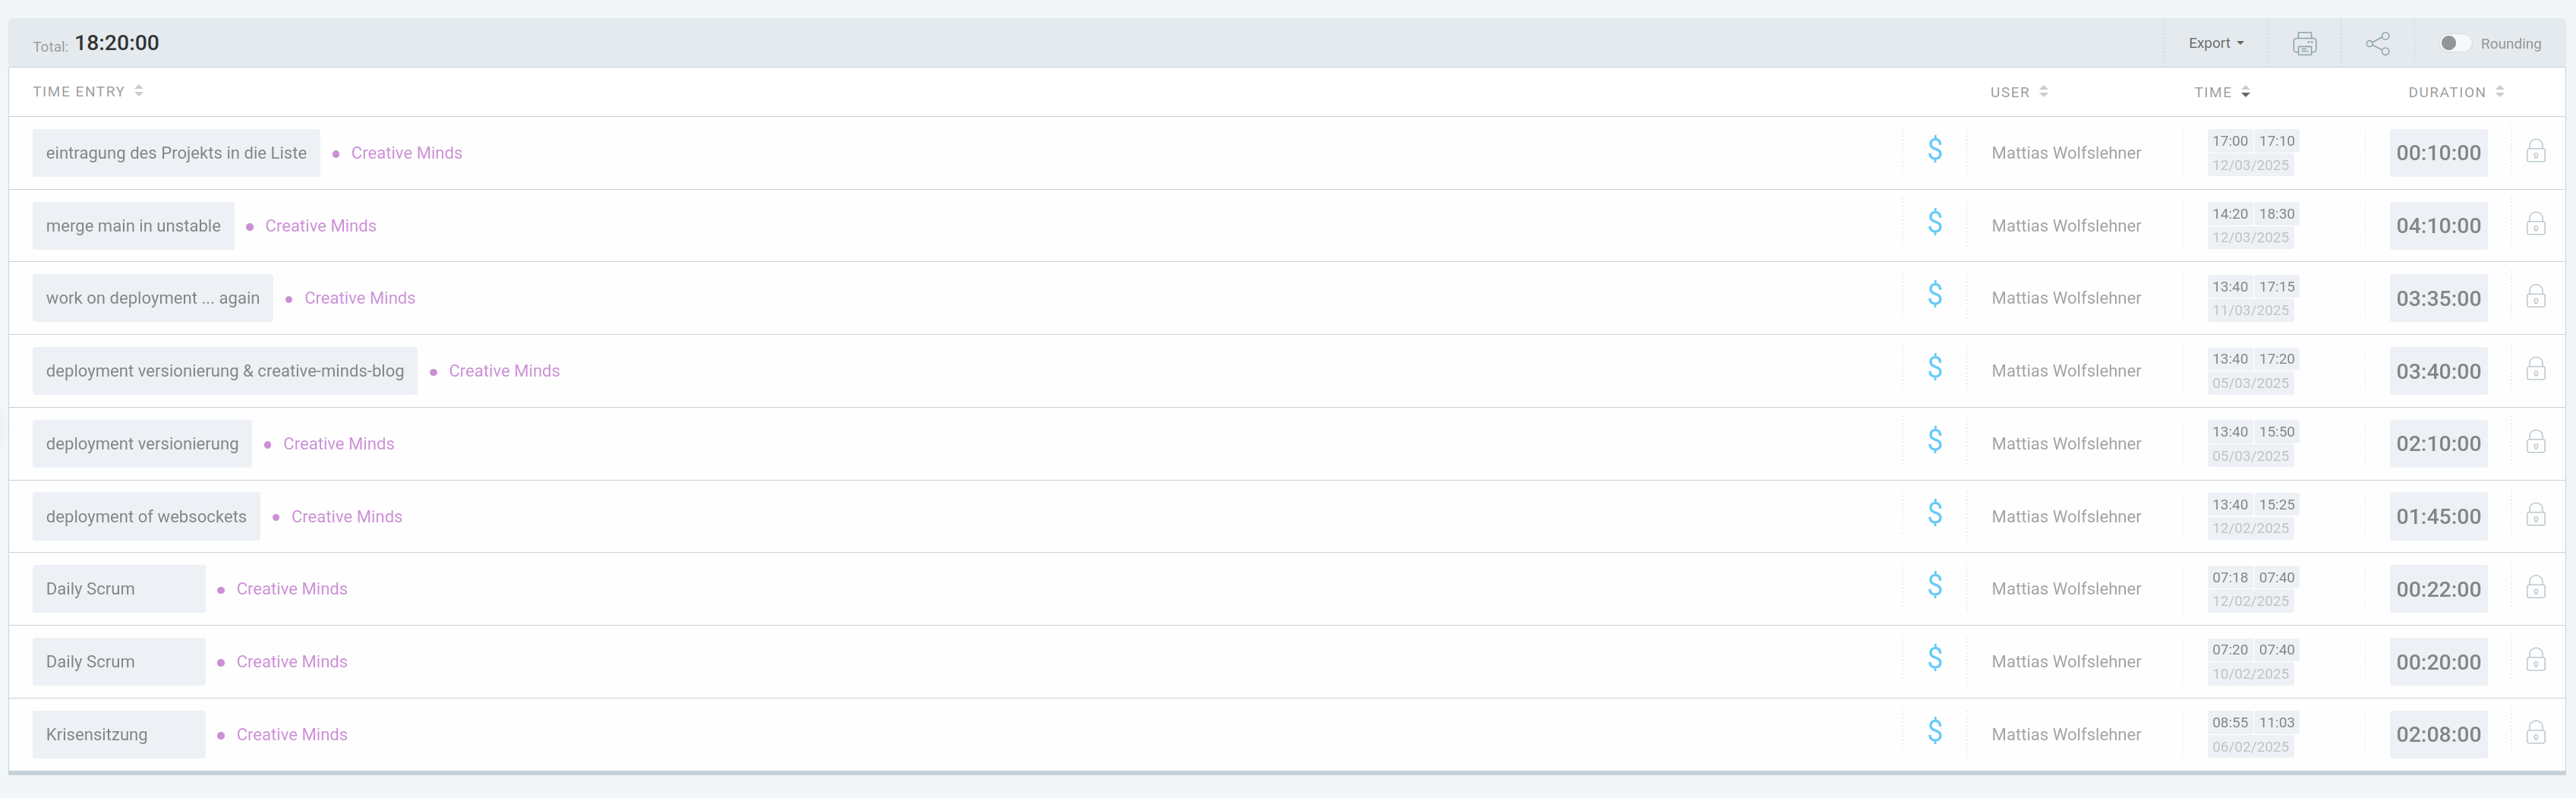 Total: 18:20:00 Export Rounding
TIME ENTRY USER TIME DURATION
eintragung des Projekts in die Liste • Creative Minds $ Mattias Wolfslehner 17:00 17:10 00:10:00
12/03/2025
merge main in unstable • Creative Minds $ Mattias Wolfslehner 14:20 18:30 04:10:00
12/03/2025
work on deployment ... again • Creative Minds $ Mattias Wolfslehner 13:40 17:15 03:35:00
11/03/2025
deployment versionierung & creative-minds-blog • Creative Minds $ Mattias Wolfslehner 13:40 17:20 03:40:00
05/03/2025
deployment versionierung • Creative Minds $ Mattias Wolfslehner 13:40 15:50 02:10:00
05/03/2025
deployment of websockets • Creative Minds $ Mattias Wolfslehner 13:40 15:25 01:45:00
12/02/2025
Daily Scrum • Creative Minds $ Mattias Wolfslehner 07:18 07:40 00:22:00
12/02/2025
Daily Scrum • Creative Minds $ Mattias Wolfslehner 07:20 07:40 00:20:00
10/02/2025
Krisensitzung • Creative Minds $ Mattias Wolfslehner 08:55 11:03 02:08:00
06/02/2025